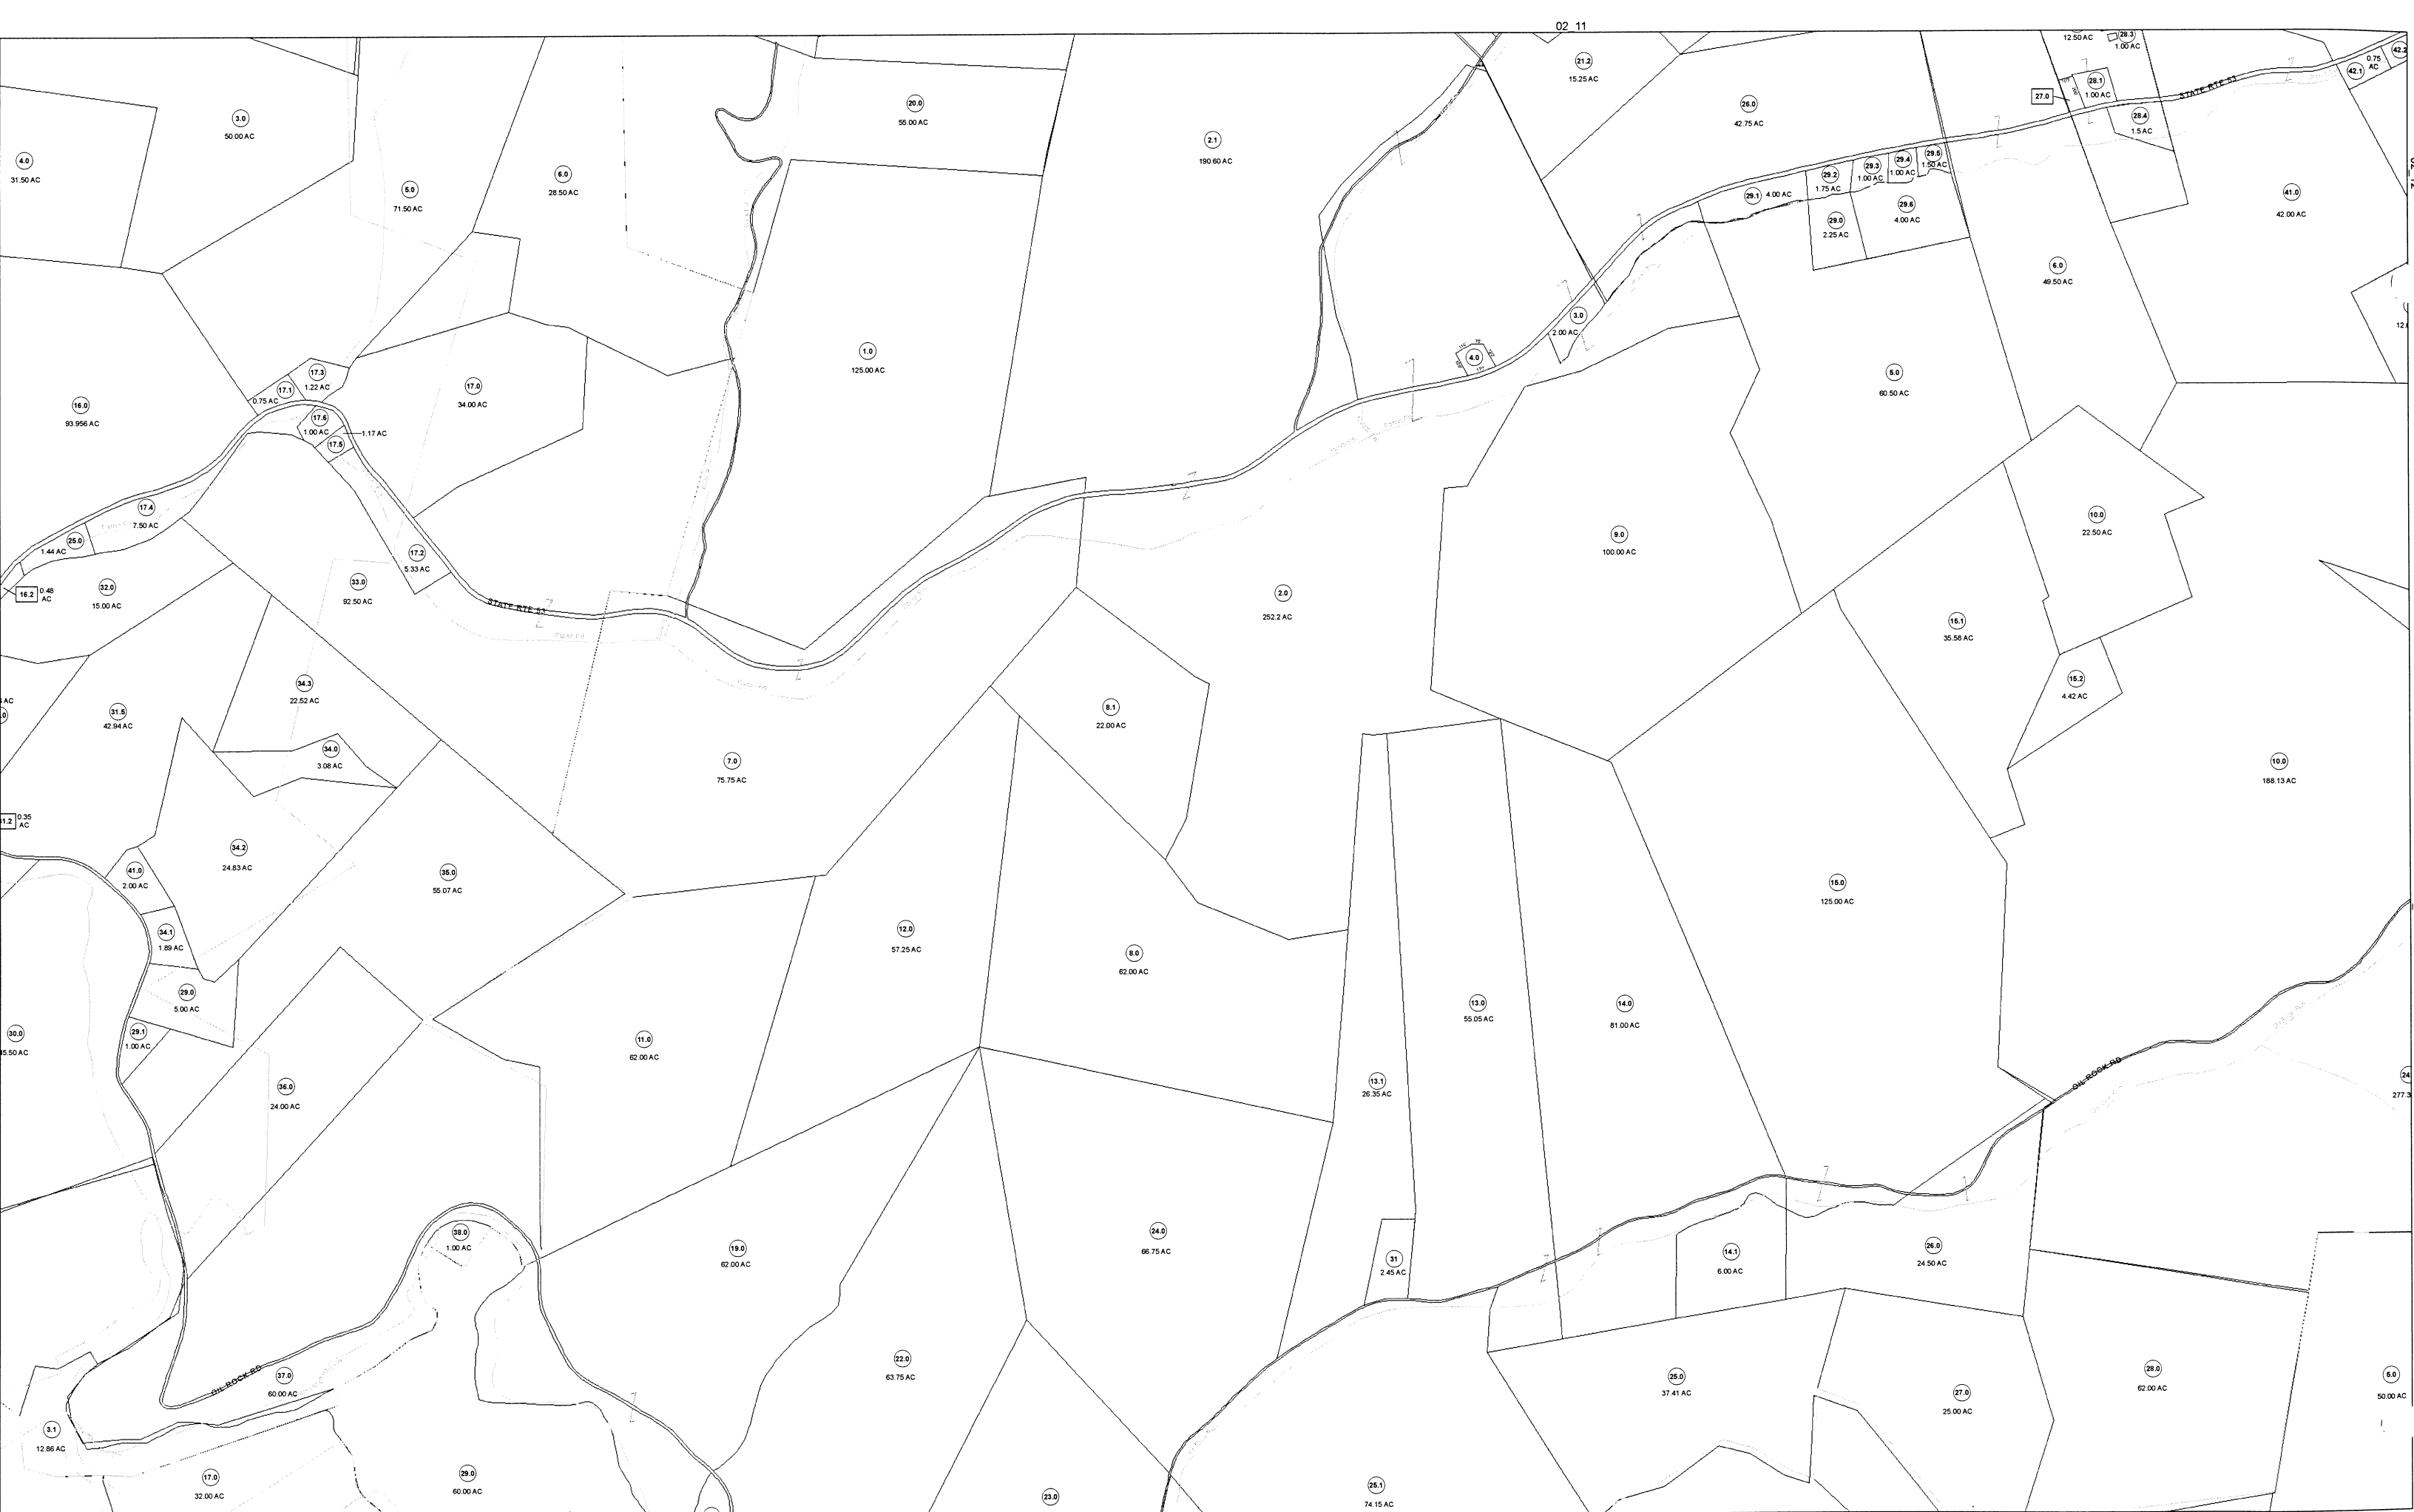 02_11
12.50 AC
28.3
1.00 AC
42.2
0.75
AC
42.1
21.2
15.25 AC
28.1
1.00 AC
STATE RTE 53
27.0
20.0
55.00 AC
26.0
42.75 AC
28.4
1.5 AC
3.0
50.00 AC
2.1
190.60 AC
4.0
31.50 AC
29.5
1.50 AC
29.4
1.00 AC
29.3
1.00 AC
29.2
1.75 AC
6.0
28.50 AC
5.0
71.50 AC
29.1
4.00 AC
41.0
42.00 AC
29.6
4.00 AC
29.0
2.25 AC
6.0
49.50 AC
3.0
2.00 AC
1.0
125.00 AC
4.0
17.3
1.22 AC
17.1
0.75 AC
17.0
34.00 AC
5.0
60.50 AC
16.0
93.956 AC
17.6
1.00 AC
1.17 AC
17.5
17.4
7.50 AC
10.0
22.50 AC
25.0
1.44 AC
9.0
100.00 AC
17.2
5.33 AC
33.0
92.50 AC
32.0
15.00 AC
16.2
0.48
AC
2.0
252.2 AC
STATE RTE 53
15.1
35.58 AC
34.3
22.52 AC
15.2
4.42 AC
31.5
42.94 AC
8.1
22.00 AC
34.0
3.08 AC
7.0
75.75 AC
10.0
188.13 AC
0.35
AC
34.2
24.83 AC
41.0
2.00 AC
35.0
55.07 AC
15.0
125.00 AC
34.1
1.89 AC
12.0
57.25 AC
8.0
62.00 AC
29.0
5.00 AC
13.0
55.05 AC
14.0
81.00 AC
30.0
29.1
1.00 AC
11.0
62.00 AC
OIL ROCK RD
36.0
24.00 AC
13.1
26.35 AC
38.0
1.00 AC
19.0
62.00 AC
24.0
66.75 AC
31
2.45 AC
14.1
6.00 AC
26.0
24.50 AC
22.0
63.75 AC
OIL ROCK RD
37.0
60.00 AC
25.0
37.41 AC
27.0
25.00 AC
28.0
62.00 AC
5.0
50.00 AC
3.1
12.86 AC
17.0
32.00 AC
29.0
60.00 AC
23.0
25.1
74.15 AC